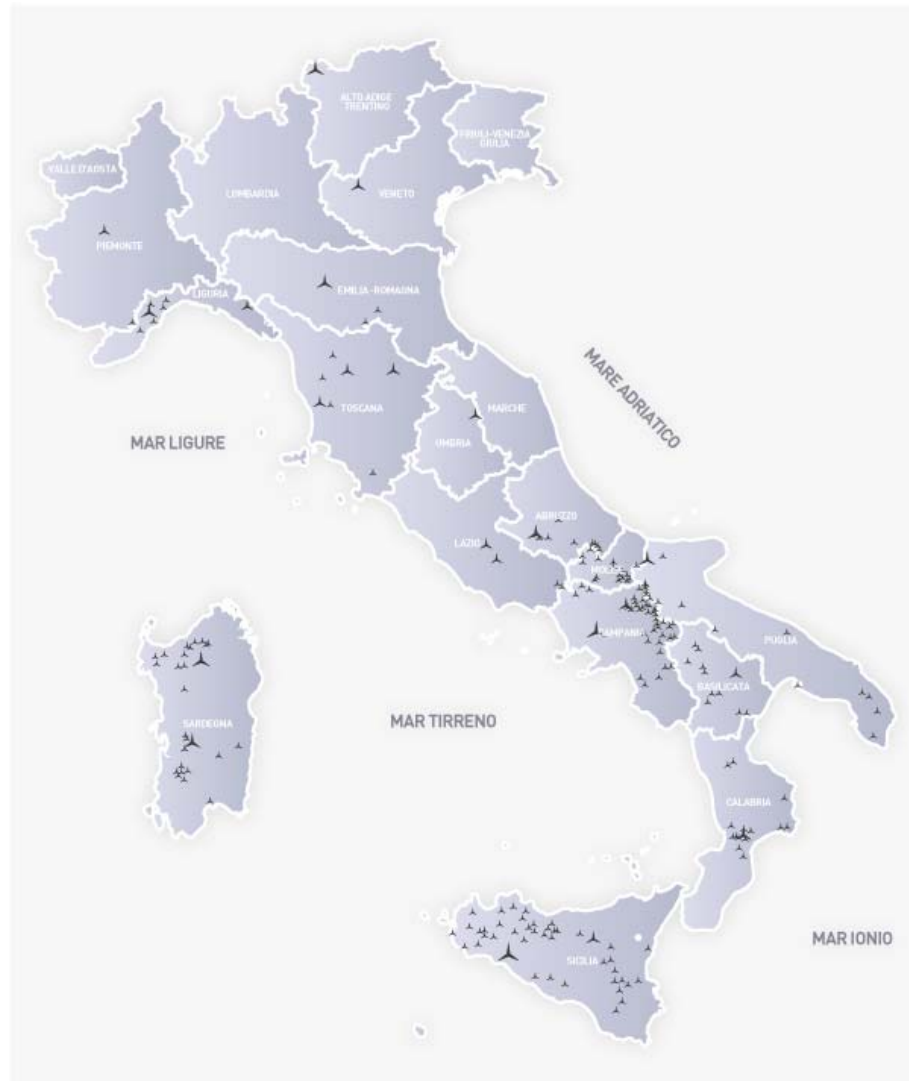 ALTO ADIGE
TRENTINO
FRIULI-VENEZIA
GIULIA
VALLE D'AOSTA
LOMBARDIA
VENETO
PIEMONTE
LIGURIA
EMILIA-ROMAGNA
MARE ADRIATICO
TOSCANA
MARCHE
MAR LIGURE
UMBRIA
ABRUZZO
LAZIO
MOLISE
CAMPANIA
PUGLIA
BASILICATA
SARDEGNA
MAR TIRRENO
CALABRIA
MAR IONIO
SICILIA